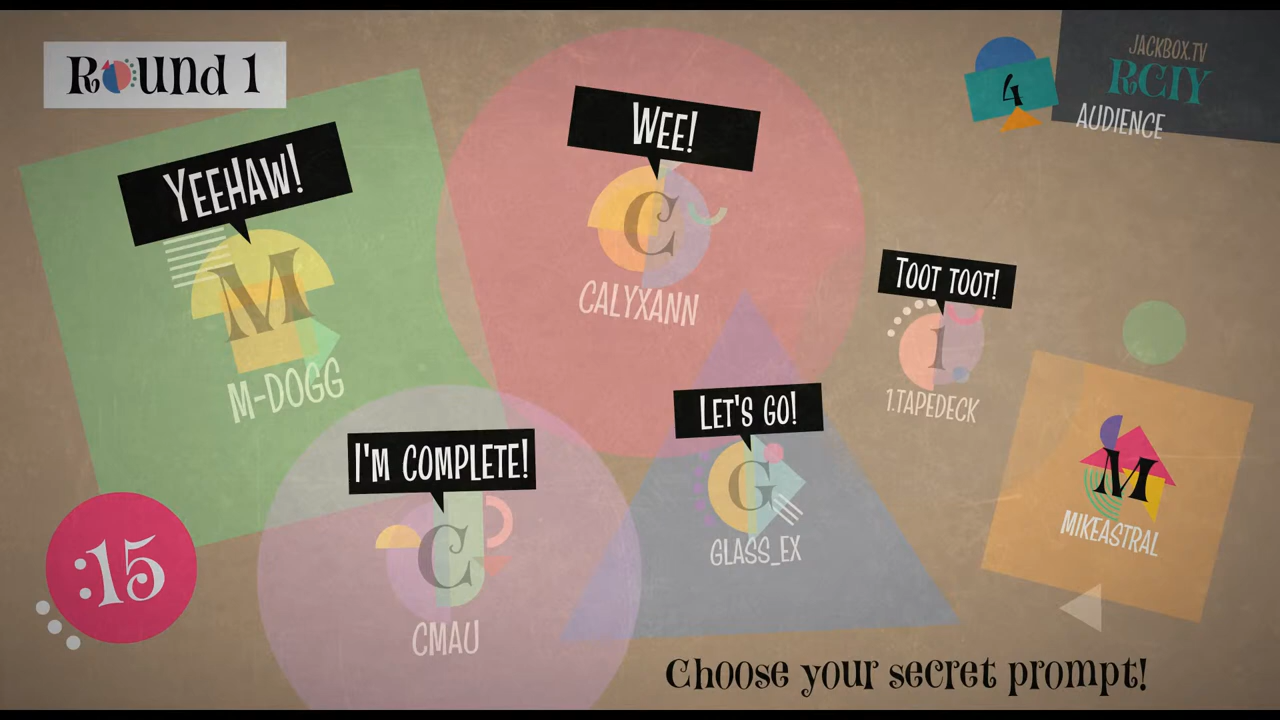 Round 1
4
JACKBOX.TV
RCIY
AUDIENCE
YEEHAW!
M
M-DOGG
WEE!
C
CALYXANN
TOOT TOOT!
1
1.TAPEDECK
LET'S GO!
G
GLASS_EX
I'M COMPLETE!
C
CMAU
M
MIKEASTRAL
:15
Choose your secret prompt!